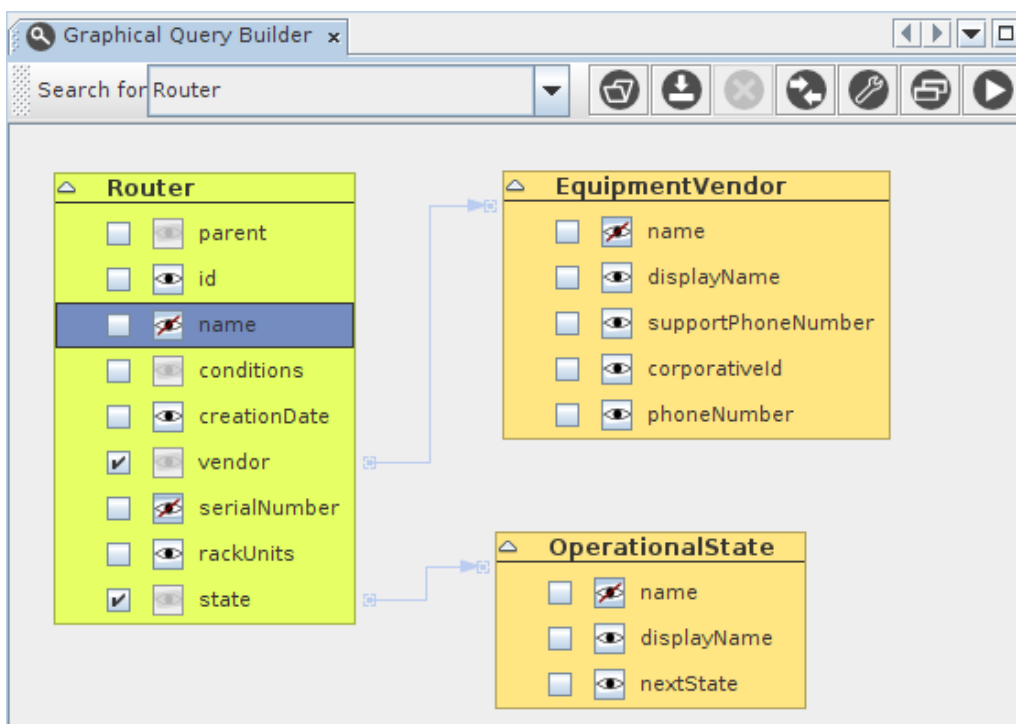 Graphical Query Builder x
Search for Router
Router
parent
id
name
conditions
creationDate
vendor
serialNumber
rackUnits
state
EquipmentVendor
name
displayName
supportPhoneNumber
corporativeId
phoneNumber
OperationalState
name
displayName
nextState